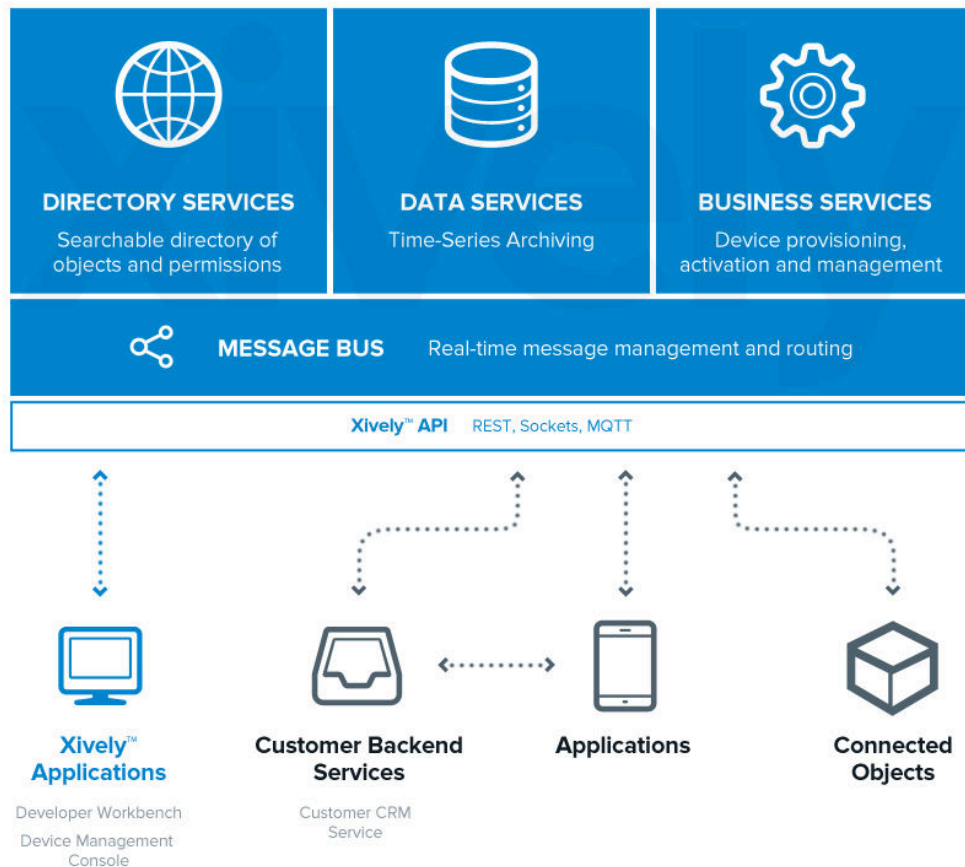 DIRECTORY SERVICES
Searchable directory of
objects and permissions
DATA SERVICES
Time-Series Archiving
BUSINESS SERVICES
Device provisioning,
activation and management
MESSAGE BUS Real-time message management and routing
Xively™ API REST, Sockets, MQTT
Xively™
Applications
Developer Workbench
Device Management
Console
Customer Backend
Services
Customer CRM
Service
Applications
Connected
Objects
xively